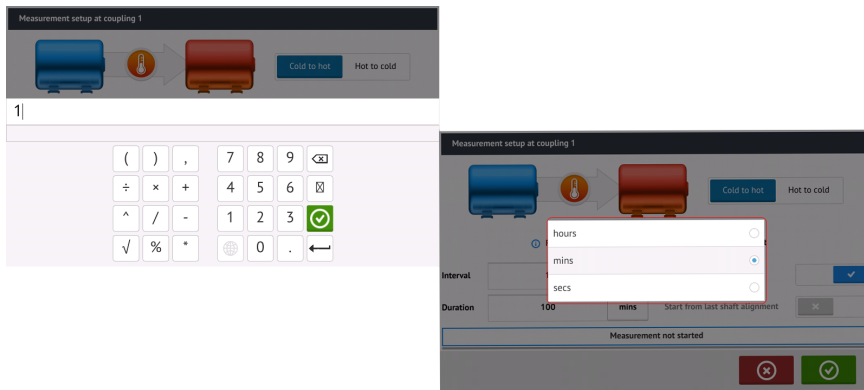 Measurement setup at coupling 1
Cold to hot Hot to cold
1
( ) , 7 8 9
÷ × + 4 5 6
^ / - 1 2 3
√ % * 0 .
Measurement setup at coupling 1
Cold to hot Hot to cold
hours
mins
secs
Interval
Duration 100 mins Start from last shaft alignment
Measurement not started